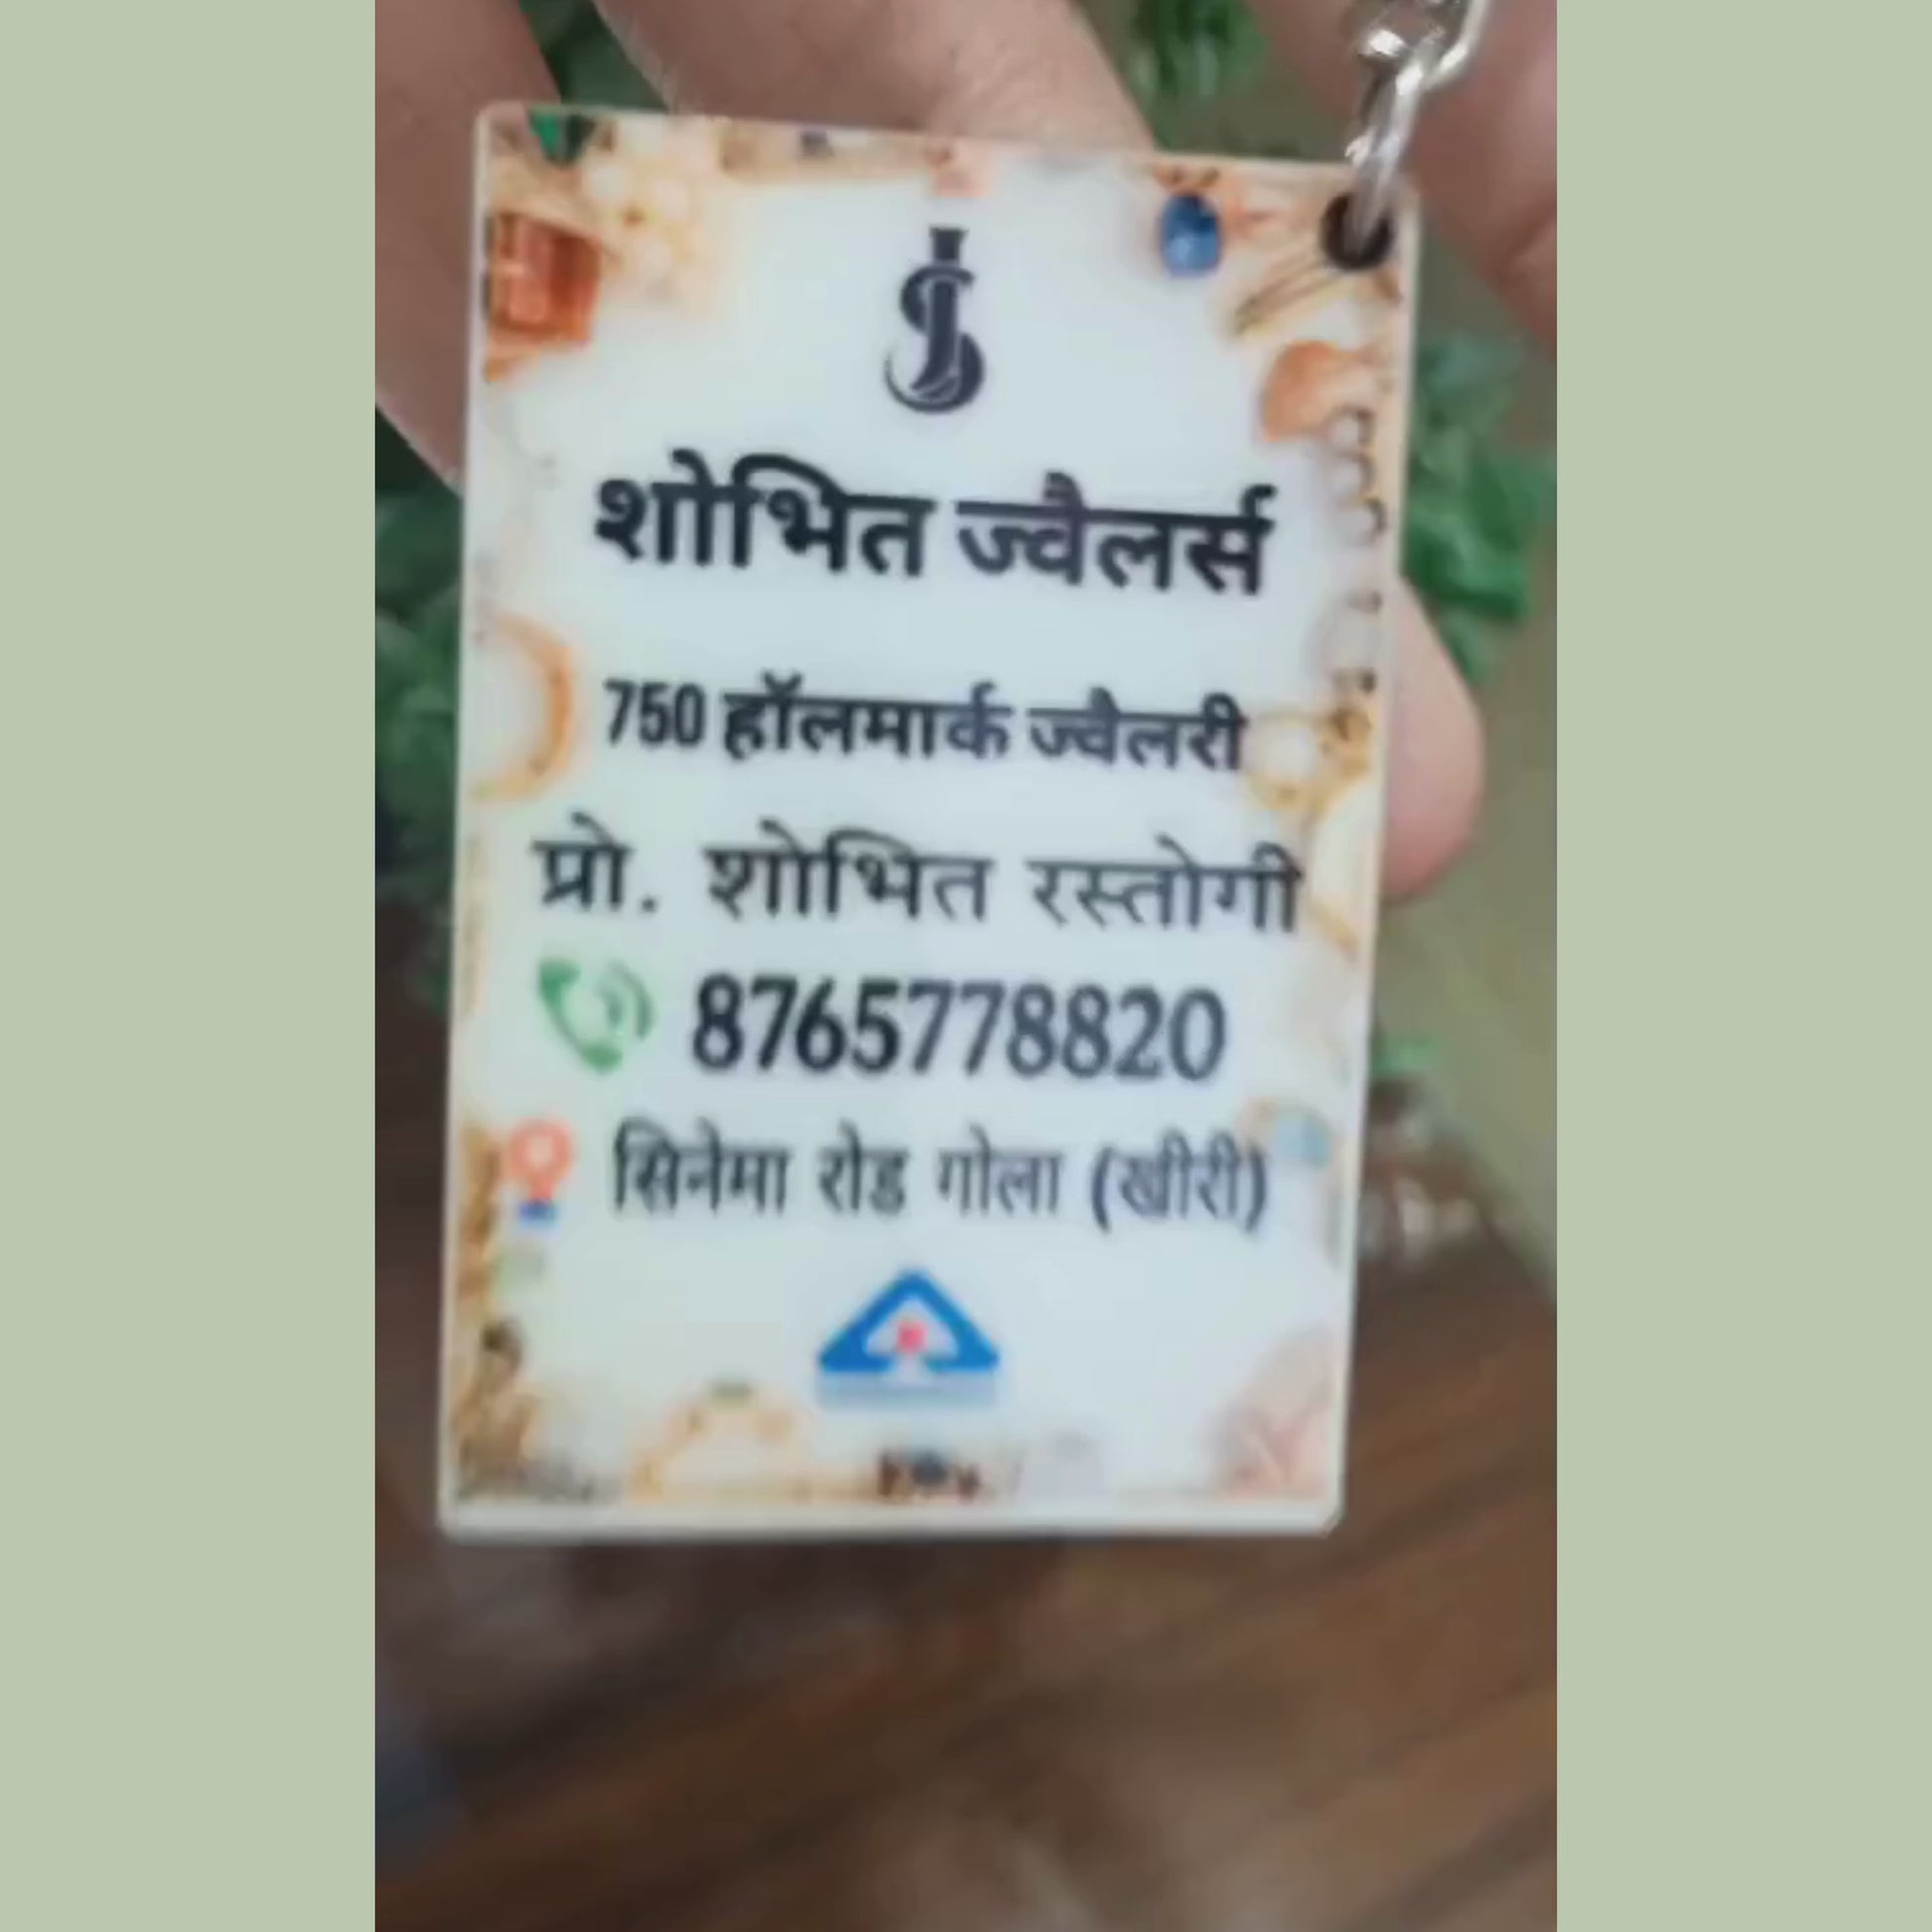 शोभित ज्वैलर्स
750 हॉलमार्क ज्वैलरी
प्रो. शोभित रस्तोगी
8765778820
सिनेमा रोड गोला (खीरी)